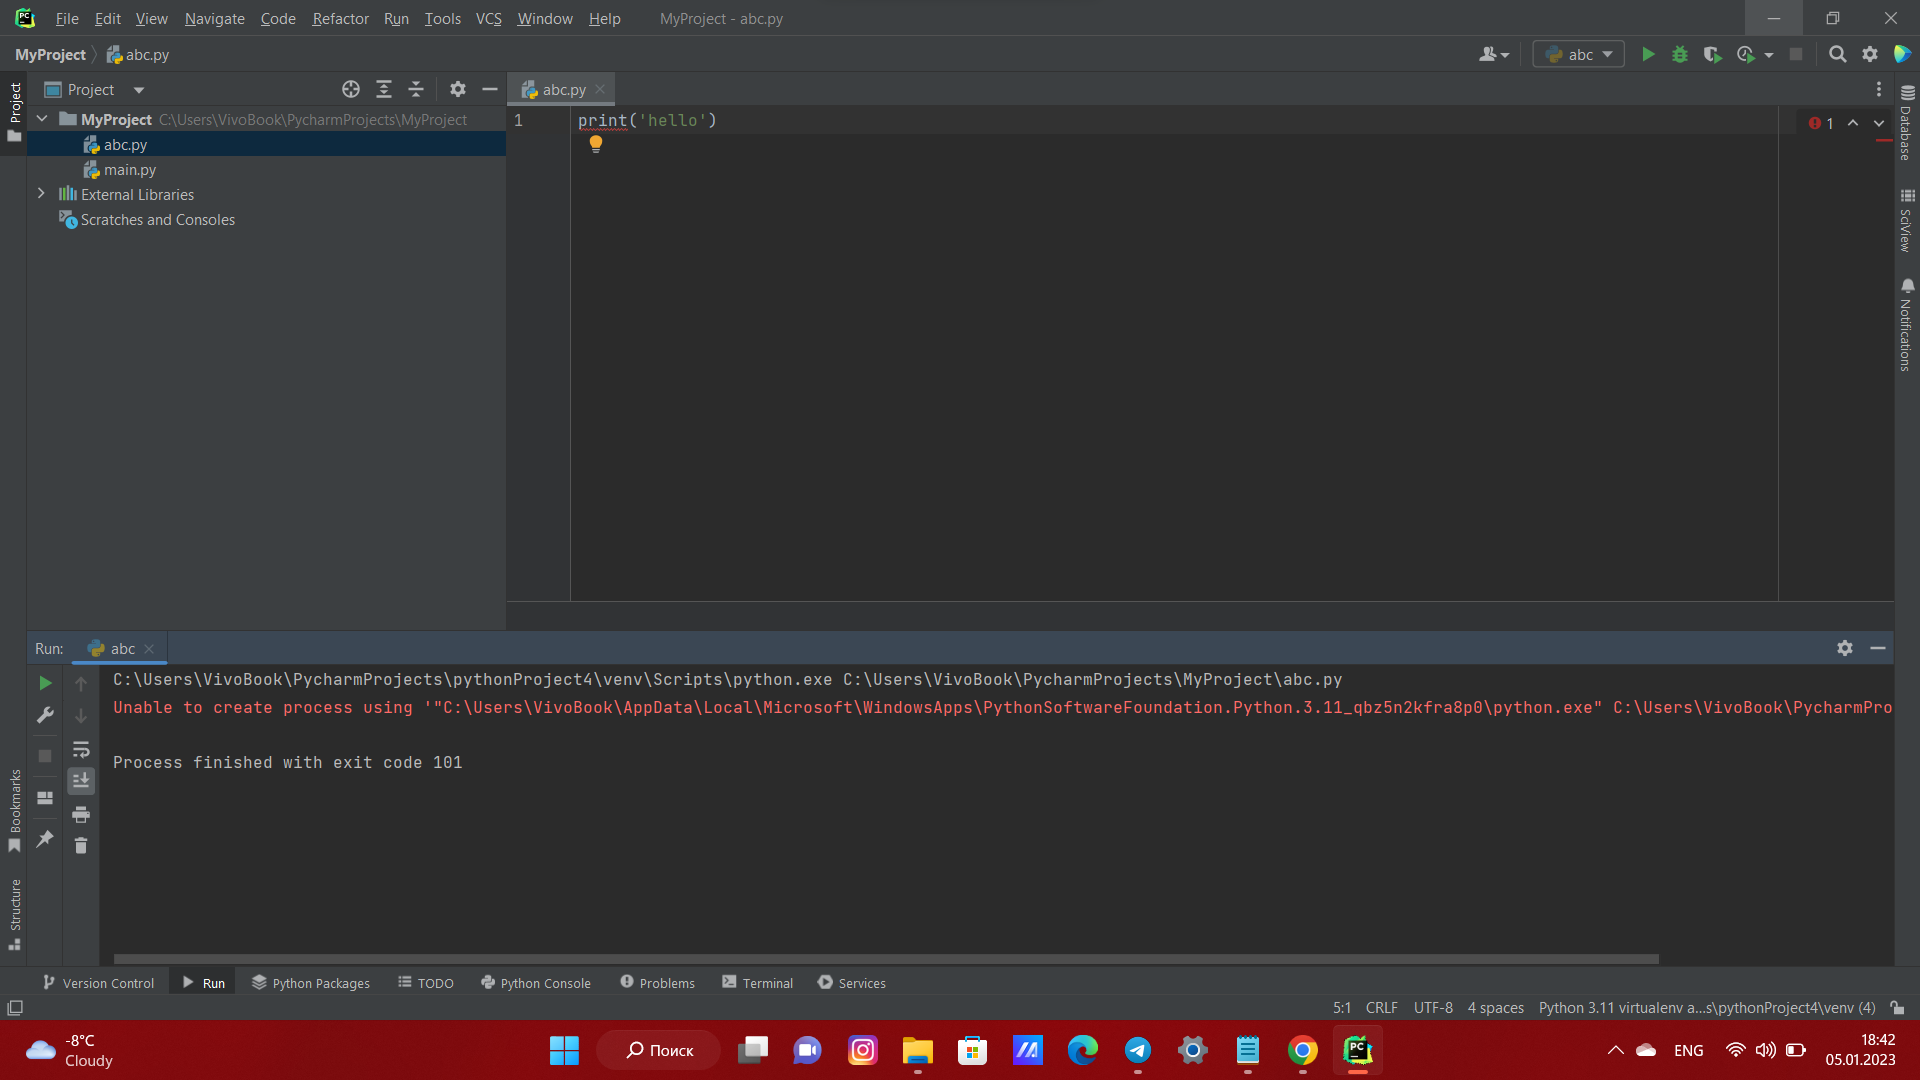 File Edit View Navigate Code Refactor Run Tools VCS Window Help MyProject - abc.py
MyProject abc.py
abc
Project
Project
abc.py
MyProject C:\Users\VivoBook\PycharmProjects\MyProject
abc.py
main.py
External Libraries
Scratches and Consoles
1 print('hello')
1
Database
SciView
Notifications
Run: abc
C:\Users\VivoBook\PycharmProjects\pythonProject4\venv\Scripts\python.exe C:\Users\VivoBook\PycharmProjects\MyProject\abc.py
Unable to create process using '"C:\Users\VivoBook\AppData\Local\Microsoft\WindowsApps\PythonSoftwareFoundation.Python.3.11_qbz5n2kfra8p0\python.exe" C:\Users\VivoBook\PycharmPro
Process finished with exit code 101
Bookmarks
Structure
Version Control Run Python Packages TODO Python Console Problems Terminal Services
5:1 CRLF UTF-8 4 spaces Python 3.11 virtualenv a...s\pythonProject4\venv (4)
-8°C
Cloudy
Поиск
PC
ENG
18:42
05.01.2023